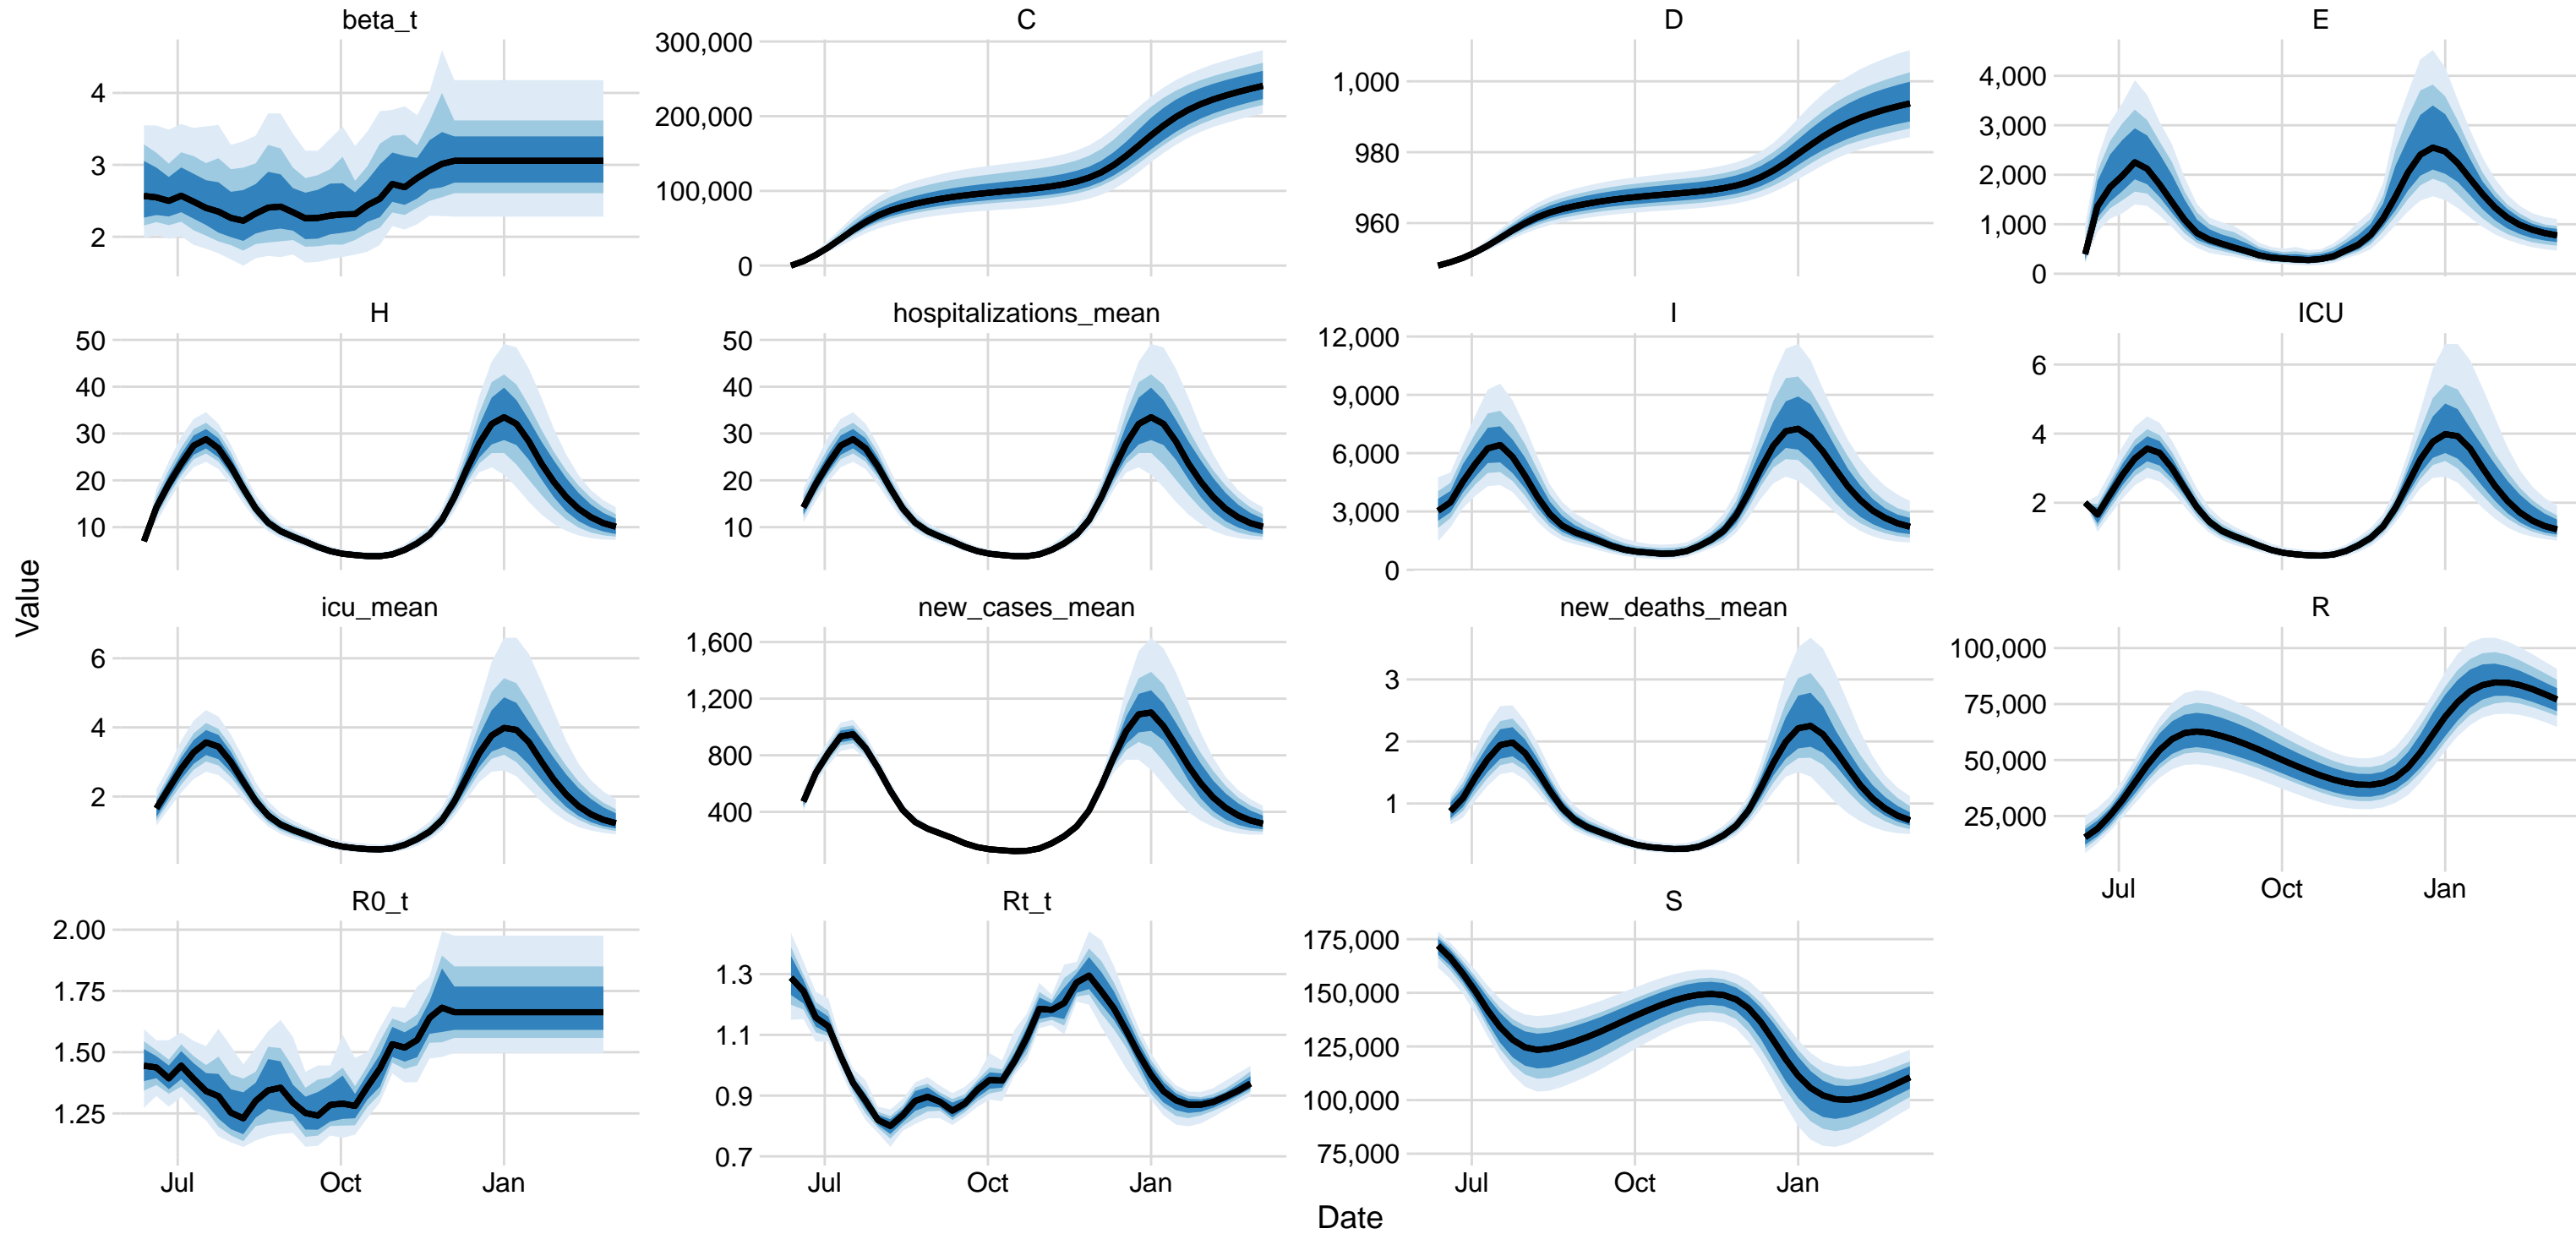 beta_t
C
D
E
4
3
2
300,000
200,000
100,000
0
1,000
980
960
4,000
3,000
2,000
1,000
0
H
hospitalizations_mean
I
ICU
50
40
30
20
10
50
40
30
20
10
12,000
9,000
6,000
3,000
0
6
4
2
Value
icu_mean
new_cases_mean
new_deaths_mean
R
6
4
2
1,600
1,200
800
400
3
2
1
100,000
75,000
50,000
25,000
Jul Oct Jan
R0_t
Rt_t
S
2.00
1.75
1.50
1.25
1.3
1.1
0.9
0.7
175,000
150,000
125,000
100,000
75,000
Jul Oct Jan
Jul Oct Jan
Jul Oct Jan
Date